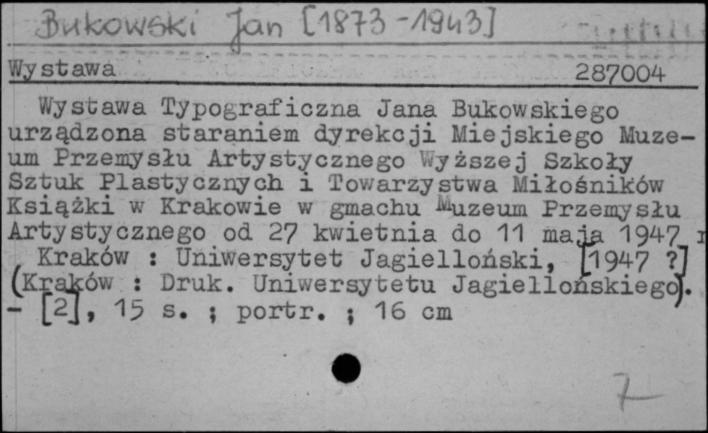 Bukowski Jan [1873-1943]
Wystawa 287004
Wystawa Typograficzna Jana Bukowskiego
urządzona staraniem dyrekcji Miejskiego Muze-
um Przemysłu Artystycznego Wyższej Szkoły
Sztuk Plastycznych i Towarzystwa Miłośników
Książki w Krakowie w gmachu Muzeum Przemysłu
Artystycznego od 27 kwietnia do 11 maja 1947 r
Kraków : Uniwersytet Jagielloński, [1947 ?]
(Kraków : Druk. Uniwersytetu Jagiellońskiego).
- [2], 15 s. ; portr. ; 16 cm
7